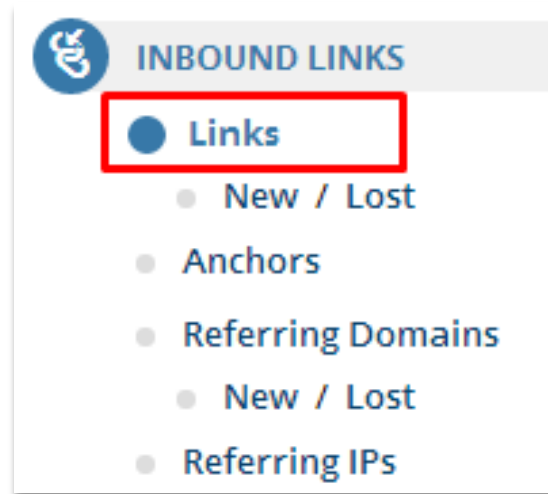 INBOUND LINKS
Links
New / Lost
Anchors
Referring Domains
New / Lost
Referring IPs